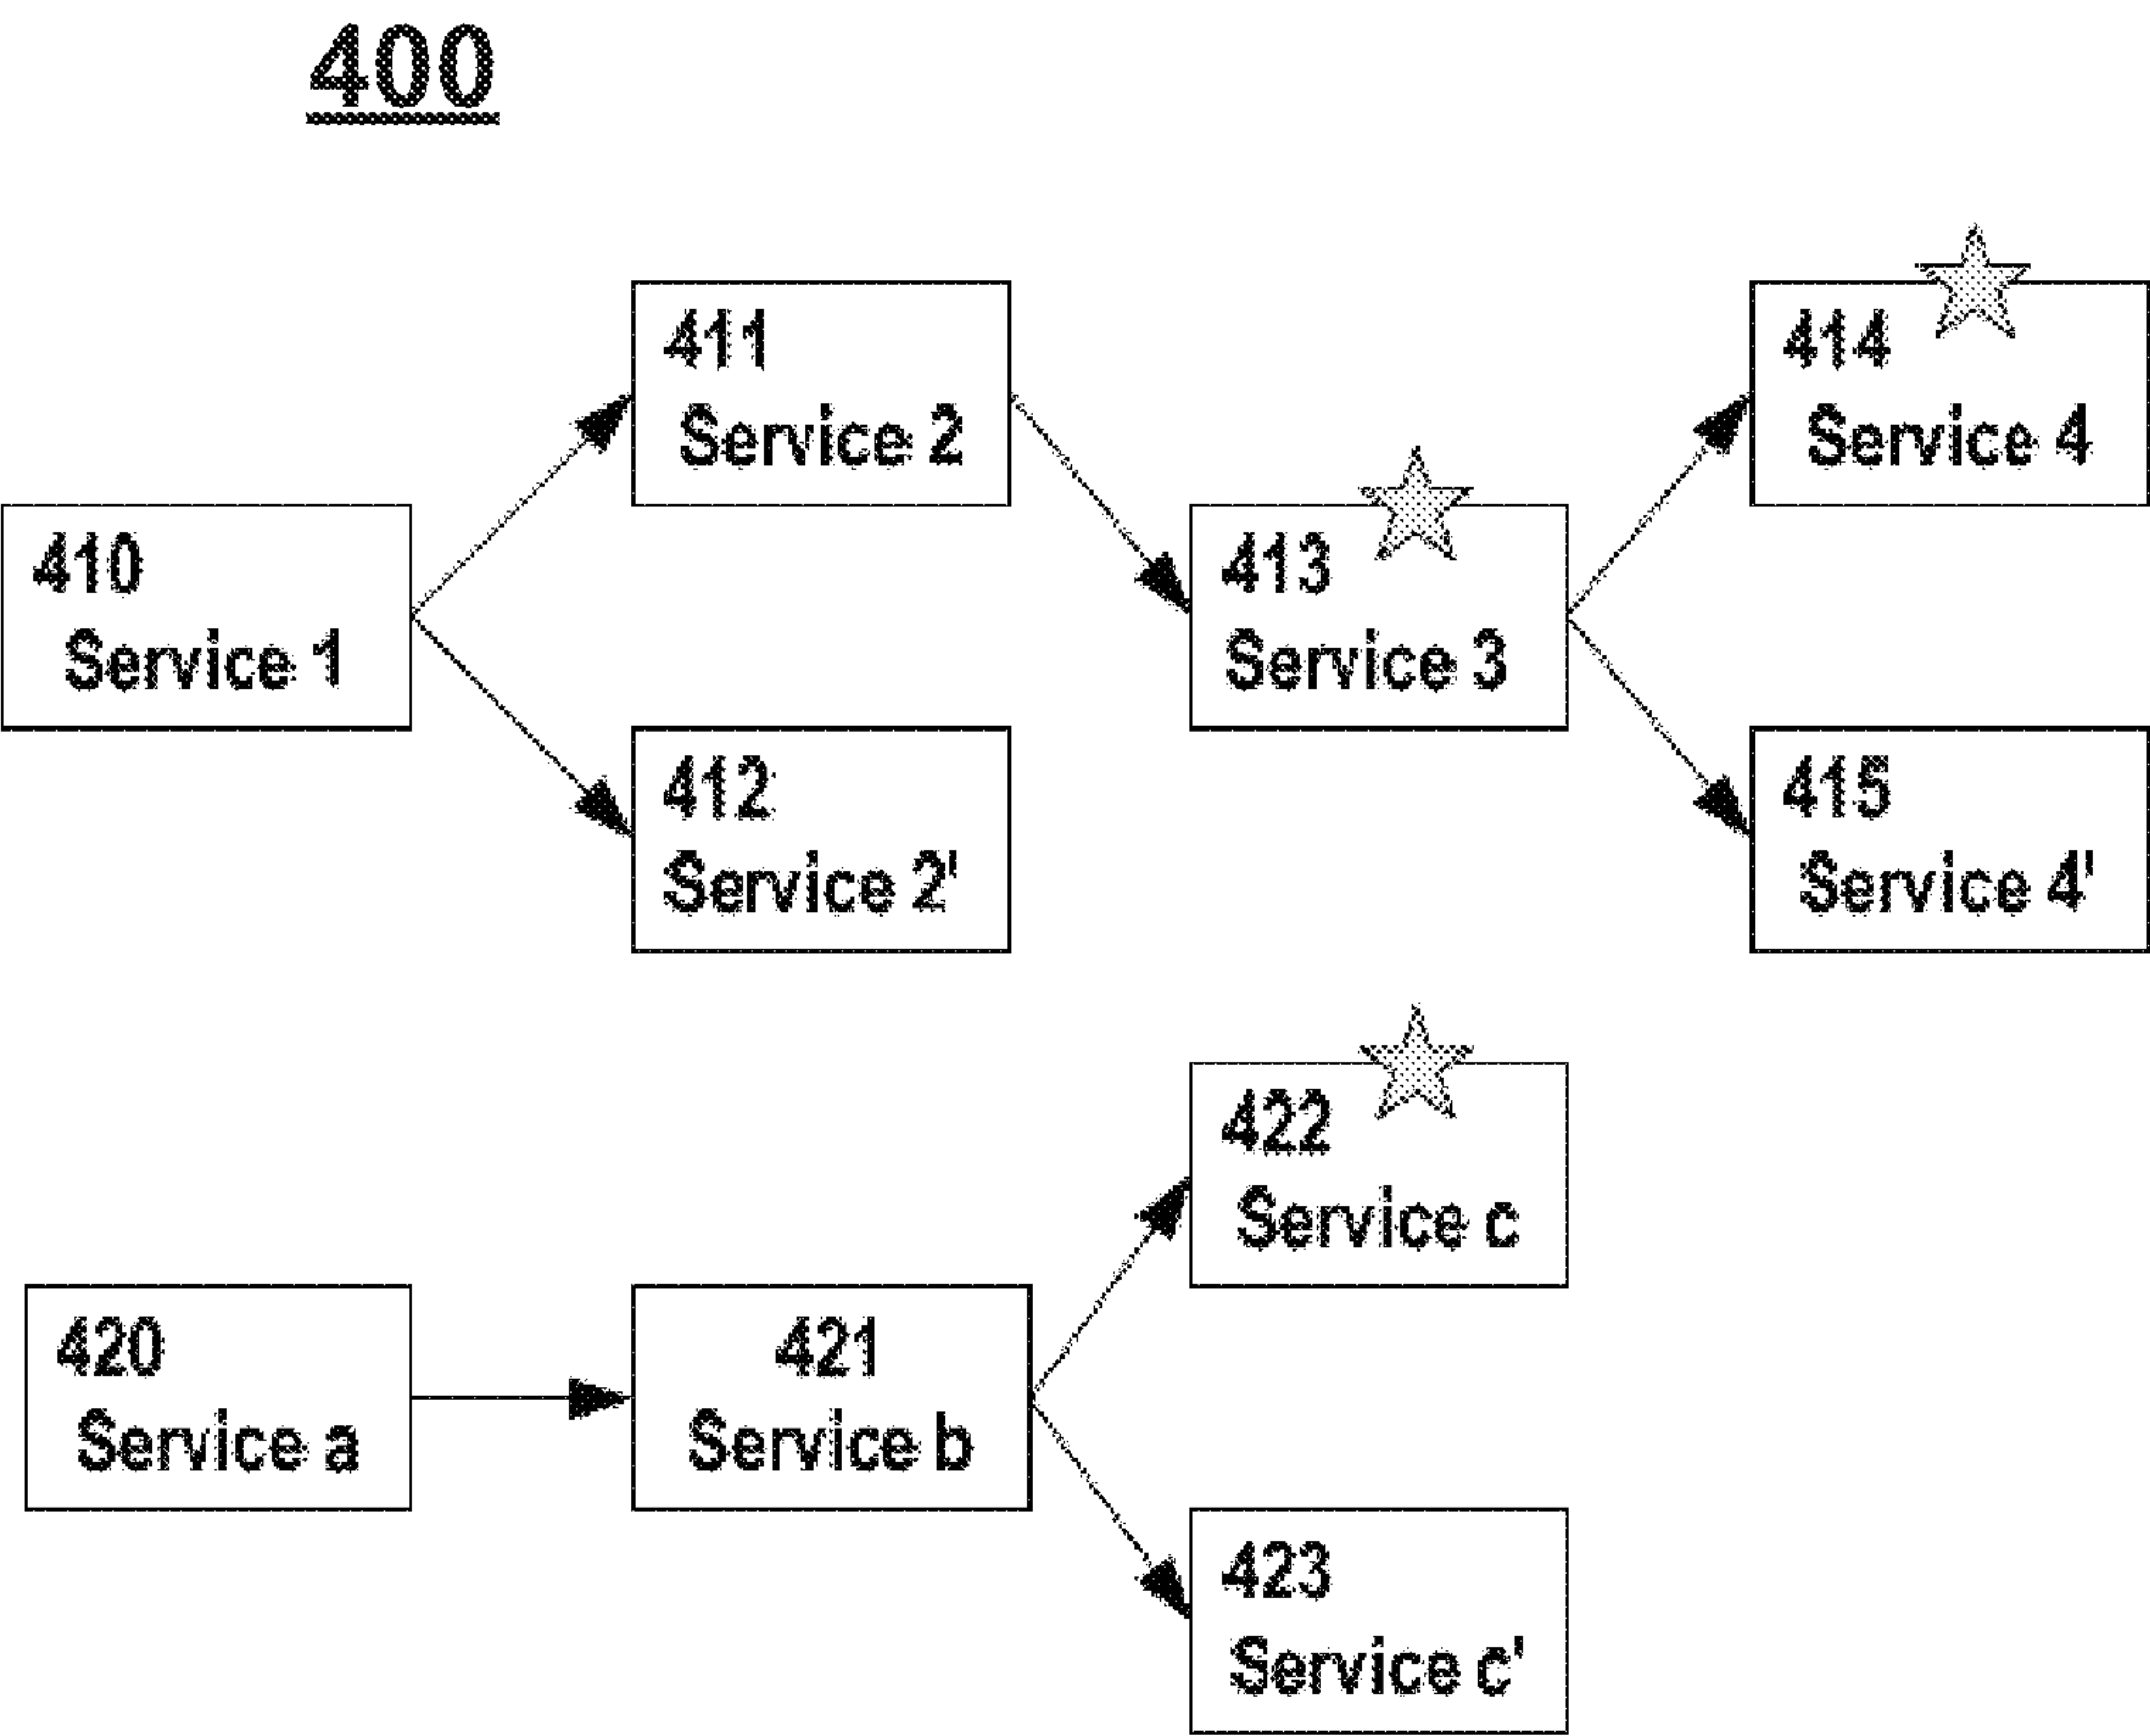 400
411
Service 2
414
Service 4
410
Service 1
413
Service 3
412
Service 2'
415
Service 4'
422
Service c
420
Service a
421
Service b
423
Service c'